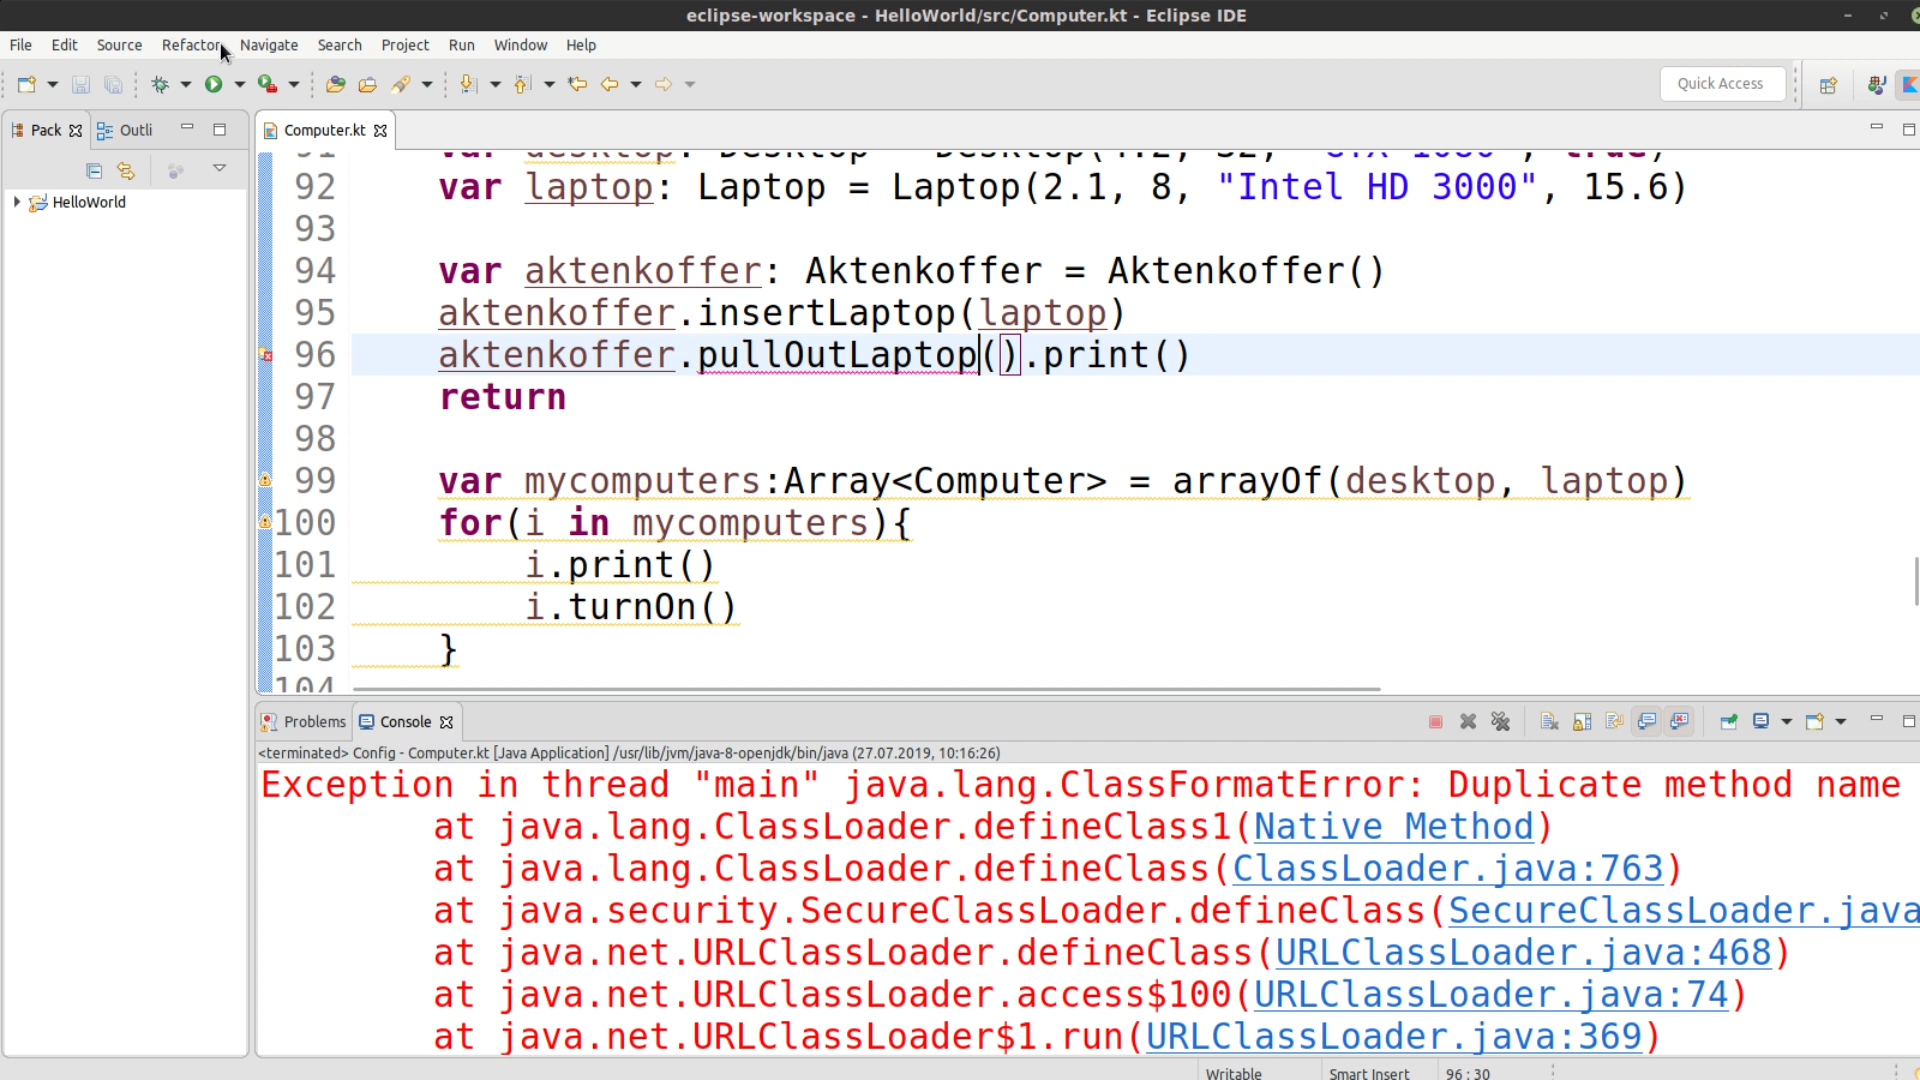 eclipse-workspace - HelloWorld/src/Computer.kt - Eclipse IDE
File Edit Source Refactor Navigate Search Project Run Window Help
Quick Access
Pack Outli
Computer.kt
HelloWorld
92 var laptop: Laptop = Laptop(2.1, 8, "Intel HD 3000", 15.6)
93
94 var aktenkoffer: Aktenkoffer = Aktenkoffer()
95 aktenkoffer.insertLaptop(laptop)
96 aktenkoffer.pullOutLaptop().print()
97 return
98
99 var mycomputers:Array<Computer> = arrayOf(desktop, laptop)
100 for(i in mycomputers){
101 i.print()
102 i.turnOn()
103 }
104
Problems Console
<terminated> Config - Computer.kt [Java Application] /usr/lib/jvm/java-8-openjdk/bin/java (27.07.2019, 10:16:26)
Exception in thread "main" java.lang.ClassFormatError: Duplicate method name
at java.lang.ClassLoader.defineClass1(Native Method)
at java.lang.ClassLoader.defineClass(ClassLoader.java:763)
at java.security.SecureClassLoader.defineClass(SecureClassLoader.java
at java.net.URLClassLoader.defineClass(URLClassLoader.java:468)
at java.net.URLClassLoader.access$100(URLClassLoader.java:74)
at java.net.URLClassLoader$1.run(URLClassLoader.java:369)
Writable Smart Insert 96 : 30